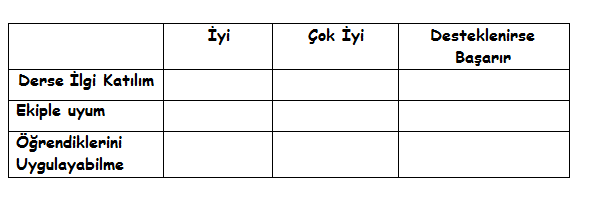 İyi Çok İyi Desteklenirse
Başarır
Derse İlgi Katılım
Ekiple uyum
Öğrendiklerini
Uygulayabilme